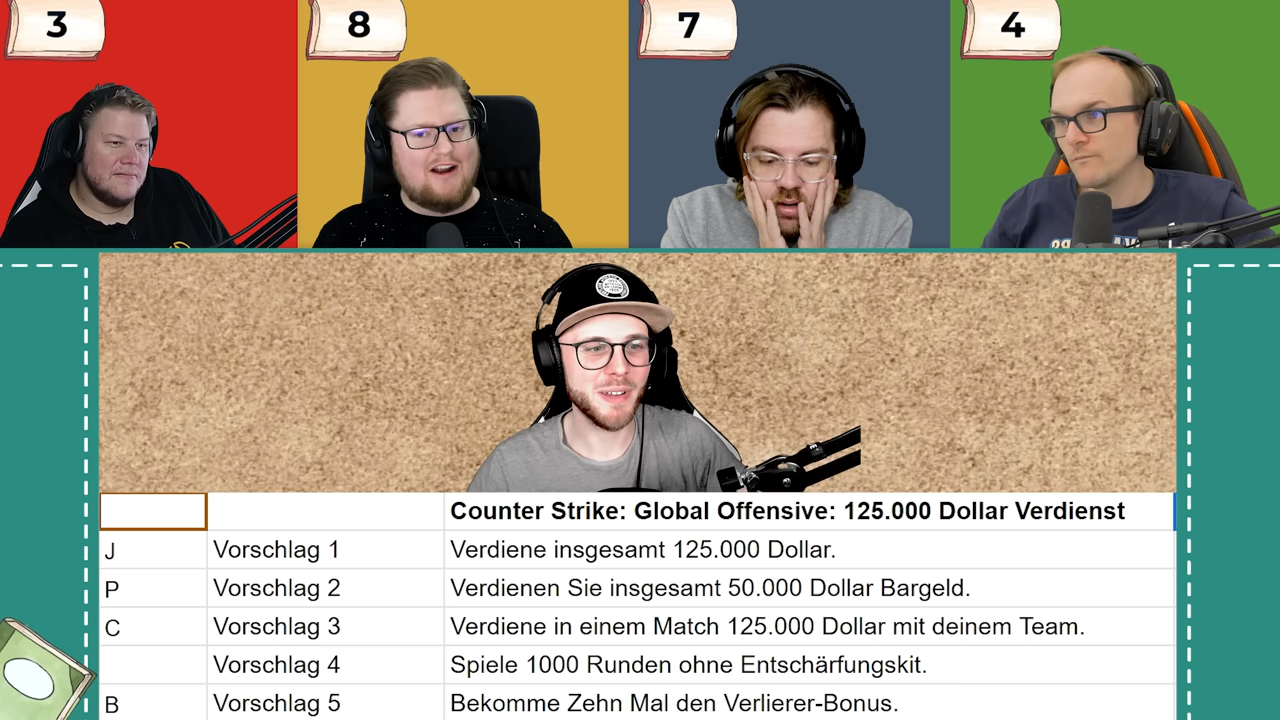 3
8
7
4
Counter Strike: Global Offensive: 125.000 Dollar Verdienst
J Vorschlag 1 Verdiene insgesamt 125.000 Dollar.
P Vorschlag 2 Verdienen Sie insgesamt 50.000 Dollar Bargeld.
C Vorschlag 3 Verdiene in einem Match 125.000 Dollar mit deinem Team.
Vorschlag 4 Spiele 1000 Runden ohne Entschärfungskit.
B Vorschlag 5 Bekomme Zehn Mal den Verlierer-Bonus.